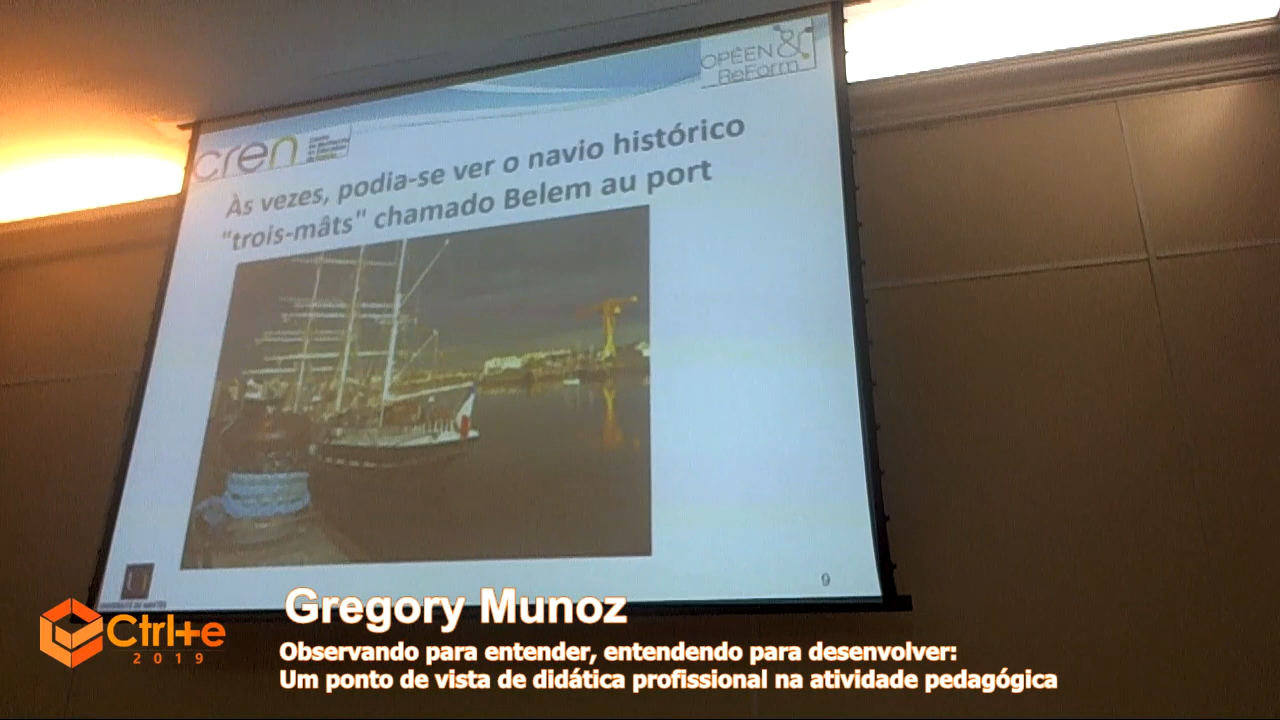 OPÉEN &
ReForm
cren
Às vezes, podia-se ver o navio histórico
"trois-mâts" chamado Belem au port
9
Gregory Munoz
Ctrl+e
2019
Observando para entender, entendendo para desenvolver:
Um ponto de vista de didática profissional na atividade pedagógica